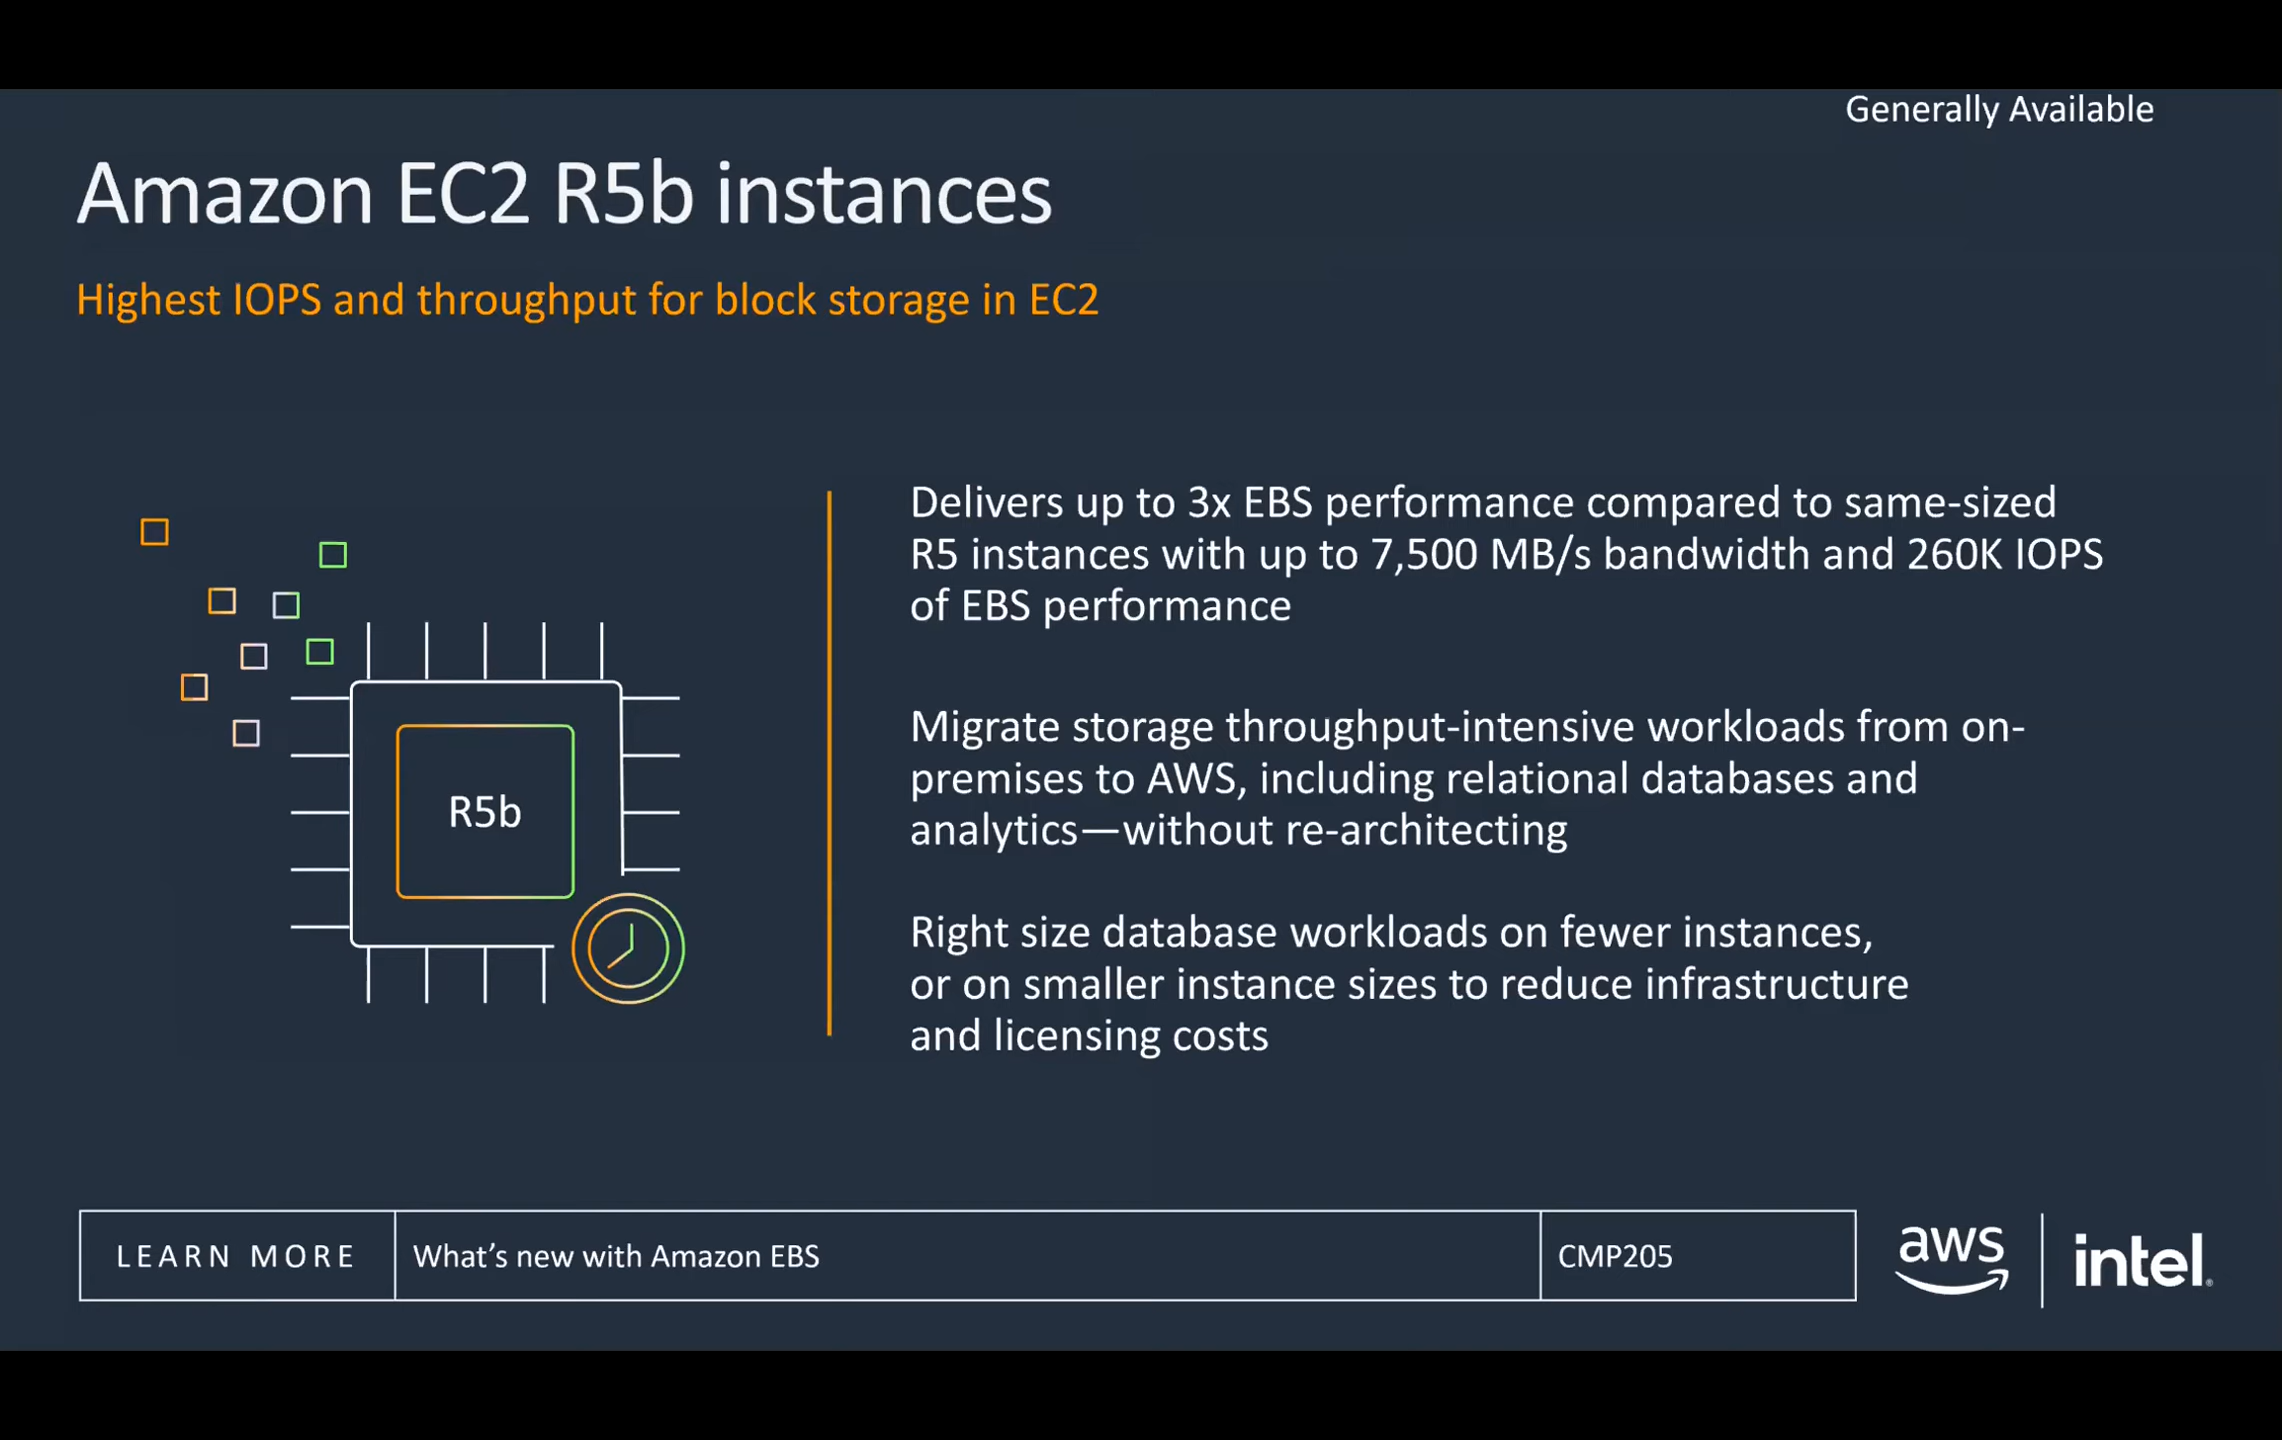 Generally Available
Amazon EC2 R5b instances
Highest IOPS and throughput for block storage in EC2
Delivers up to 3x EBS performance compared to same-sized
R5 instances with up to 7,500 MB/s bandwidth and 260K IOPS
of EBS performance
Migrate storage throughput-intensive workloads from on-
premises to AWS, including relational databases and
analytics—without re-architecting
R5b
Right size database workloads on fewer instances,
or on smaller instance sizes to reduce infrastructure
and licensing costs
LEARN MORE What’s new with Amazon EBS CMP205 aws intel.